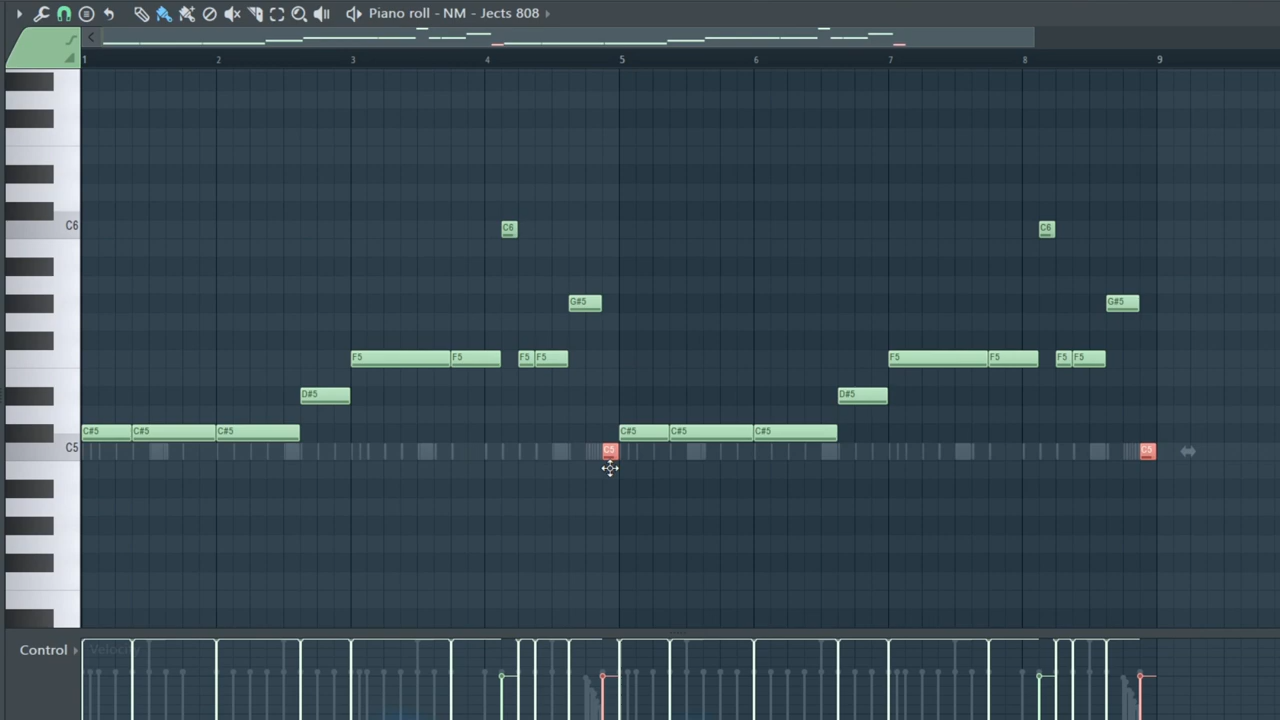 Piano roll - NM - Jects 808
1 2 3 4 5 6 7 8 9
C6 C6 C6
G#5 G#5
F5 F5 F5 F5 F5 F5 F5 F5
D#5 D#5
C#5 C#5 C#5 C#5 C#5 C#5
C5 C5 C5
Control Velocity